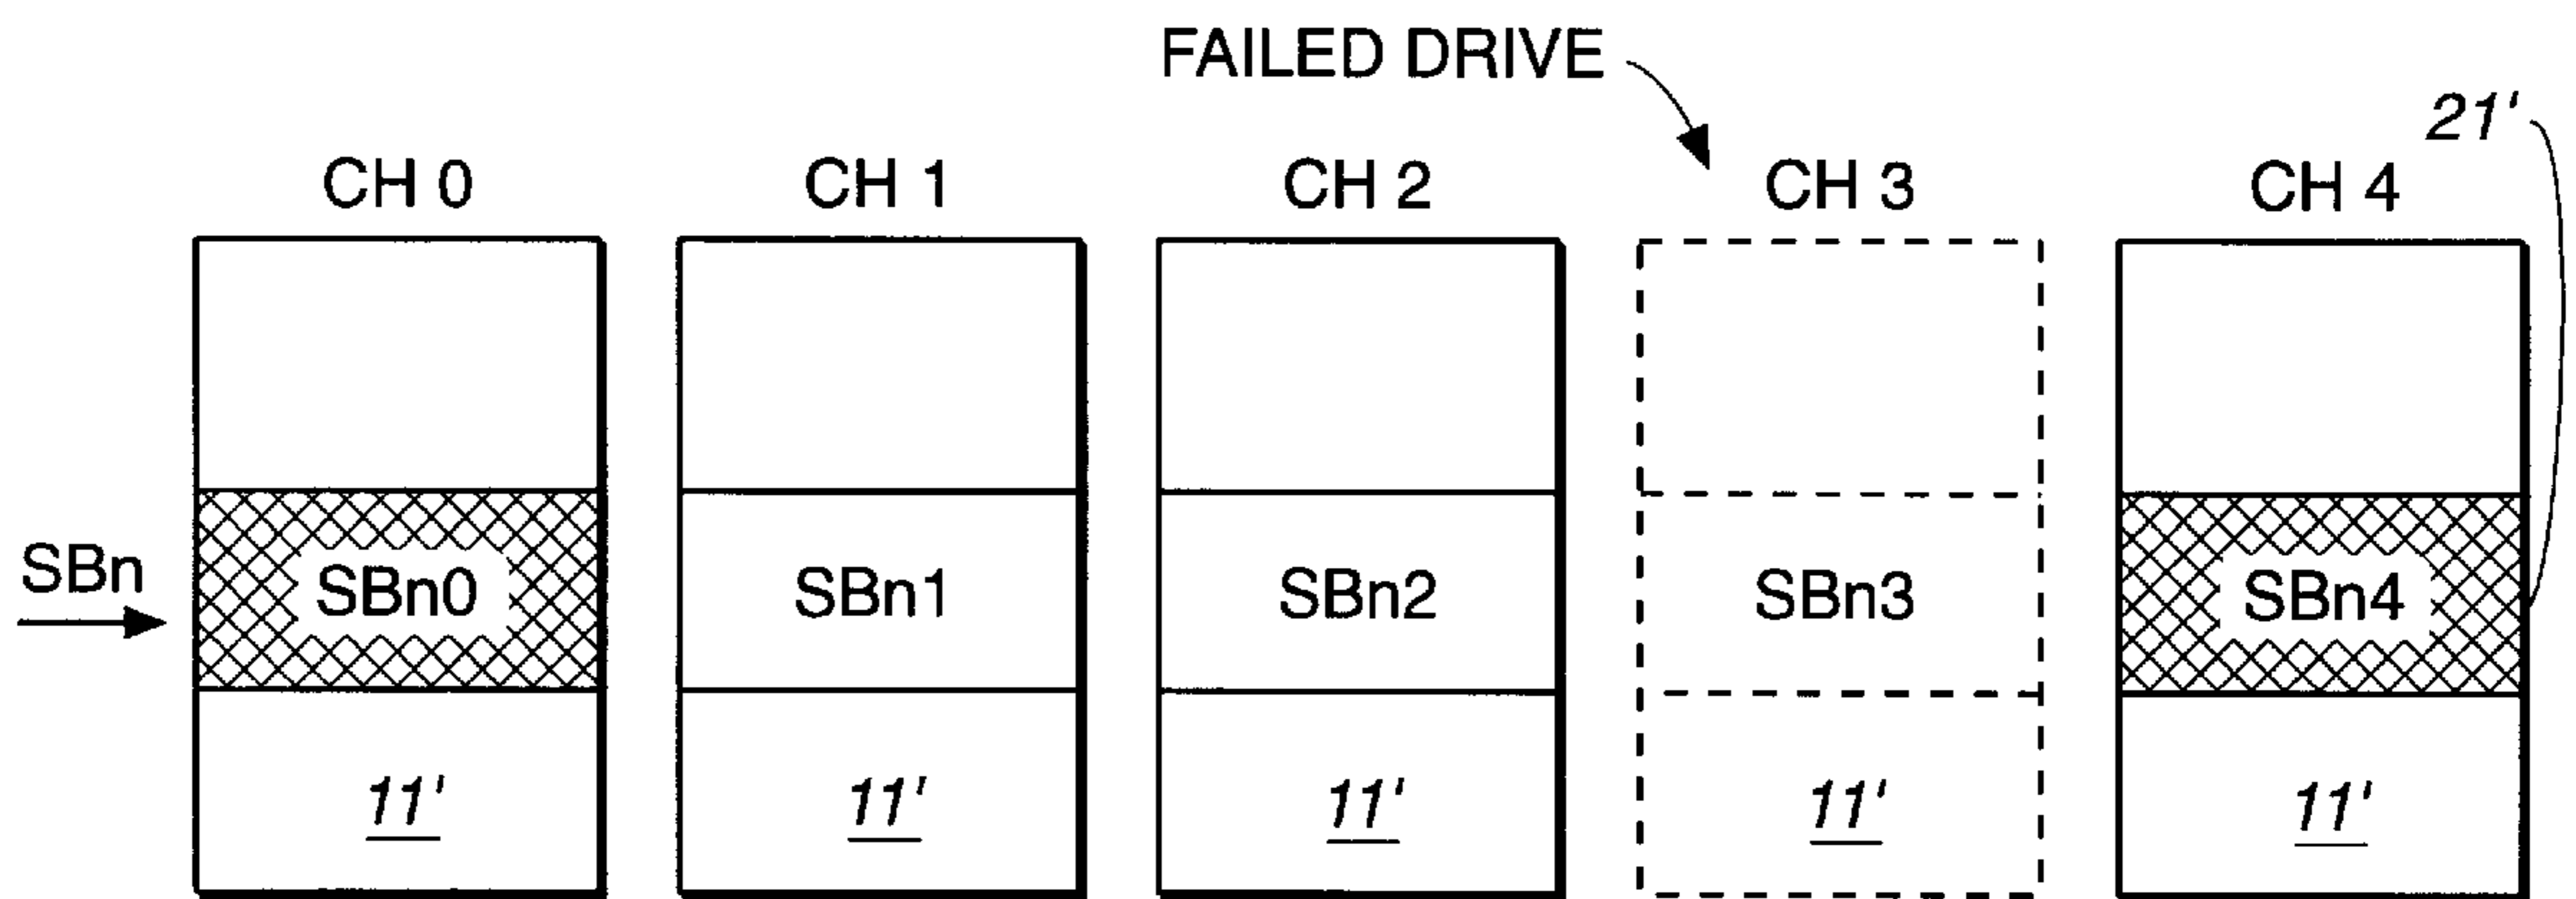 FAILED DRIVE
21'
CH 0 CH 1 CH 2 CH 3 CH 4
SBn SBn0 SBn1 SBn2 SBn3 SBn4
11' 11' 11' 11' 11'